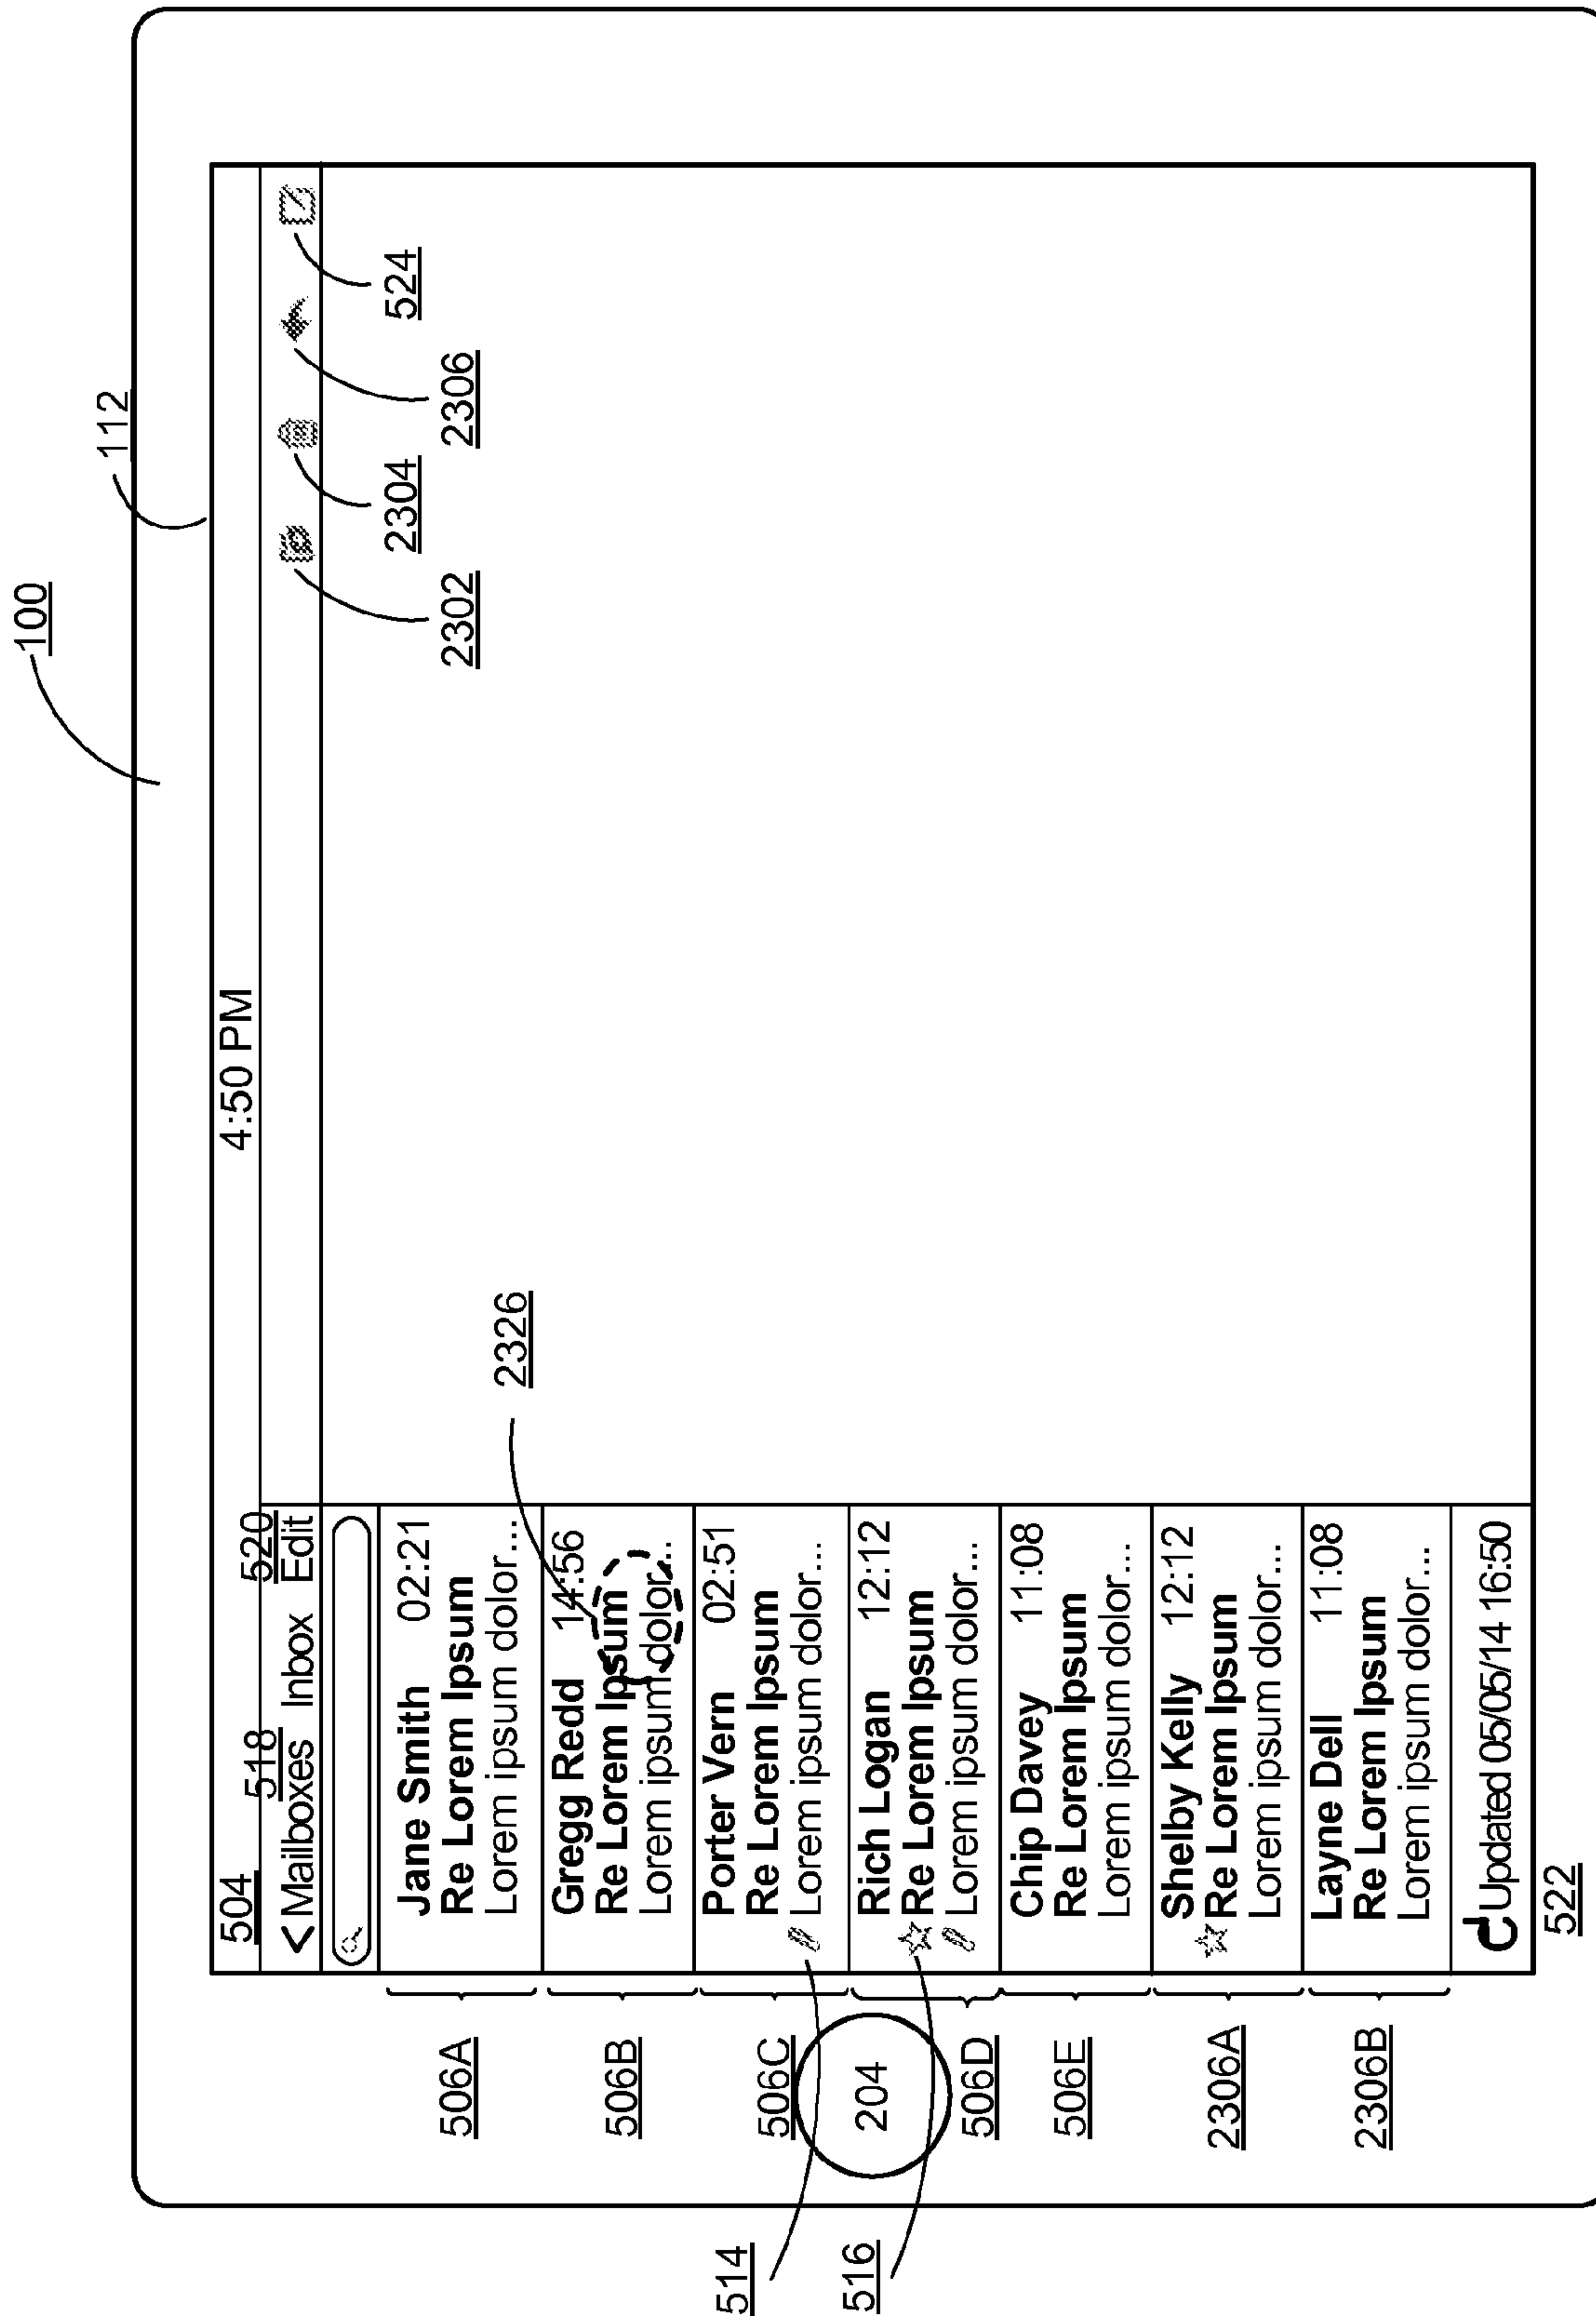 100
112
4:50 PM
504
518
520
< Mailboxes Inbox Edit
2302
2304
2306
524
506A
Jane Smith 02:21
Re Lorem Ipsum
Lorem ipsum dolor...
2326
506B
Gregg Redd 14:56
Re Lorem Ipsum
Lorem ipsum dolor...
506C
Porter Vern 02:51
Re Lorem Ipsum
Lorem ipsum dolor...
514
204
516
506D
Rich Logan 12:12
Re Lorem Ipsum
Lorem ipsum dolor...
506E
Chip Davey 11:08
Re Lorem Ipsum
Lorem ipsum dolor...
2306A
Shelby Kelly 12:12
Re Lorem Ipsum
Lorem ipsum dolor...
2306B
Layne Dell 11:08
Re Lorem Ipsum
Lorem ipsum dolor...
Updated 05/05/14 16:50
522